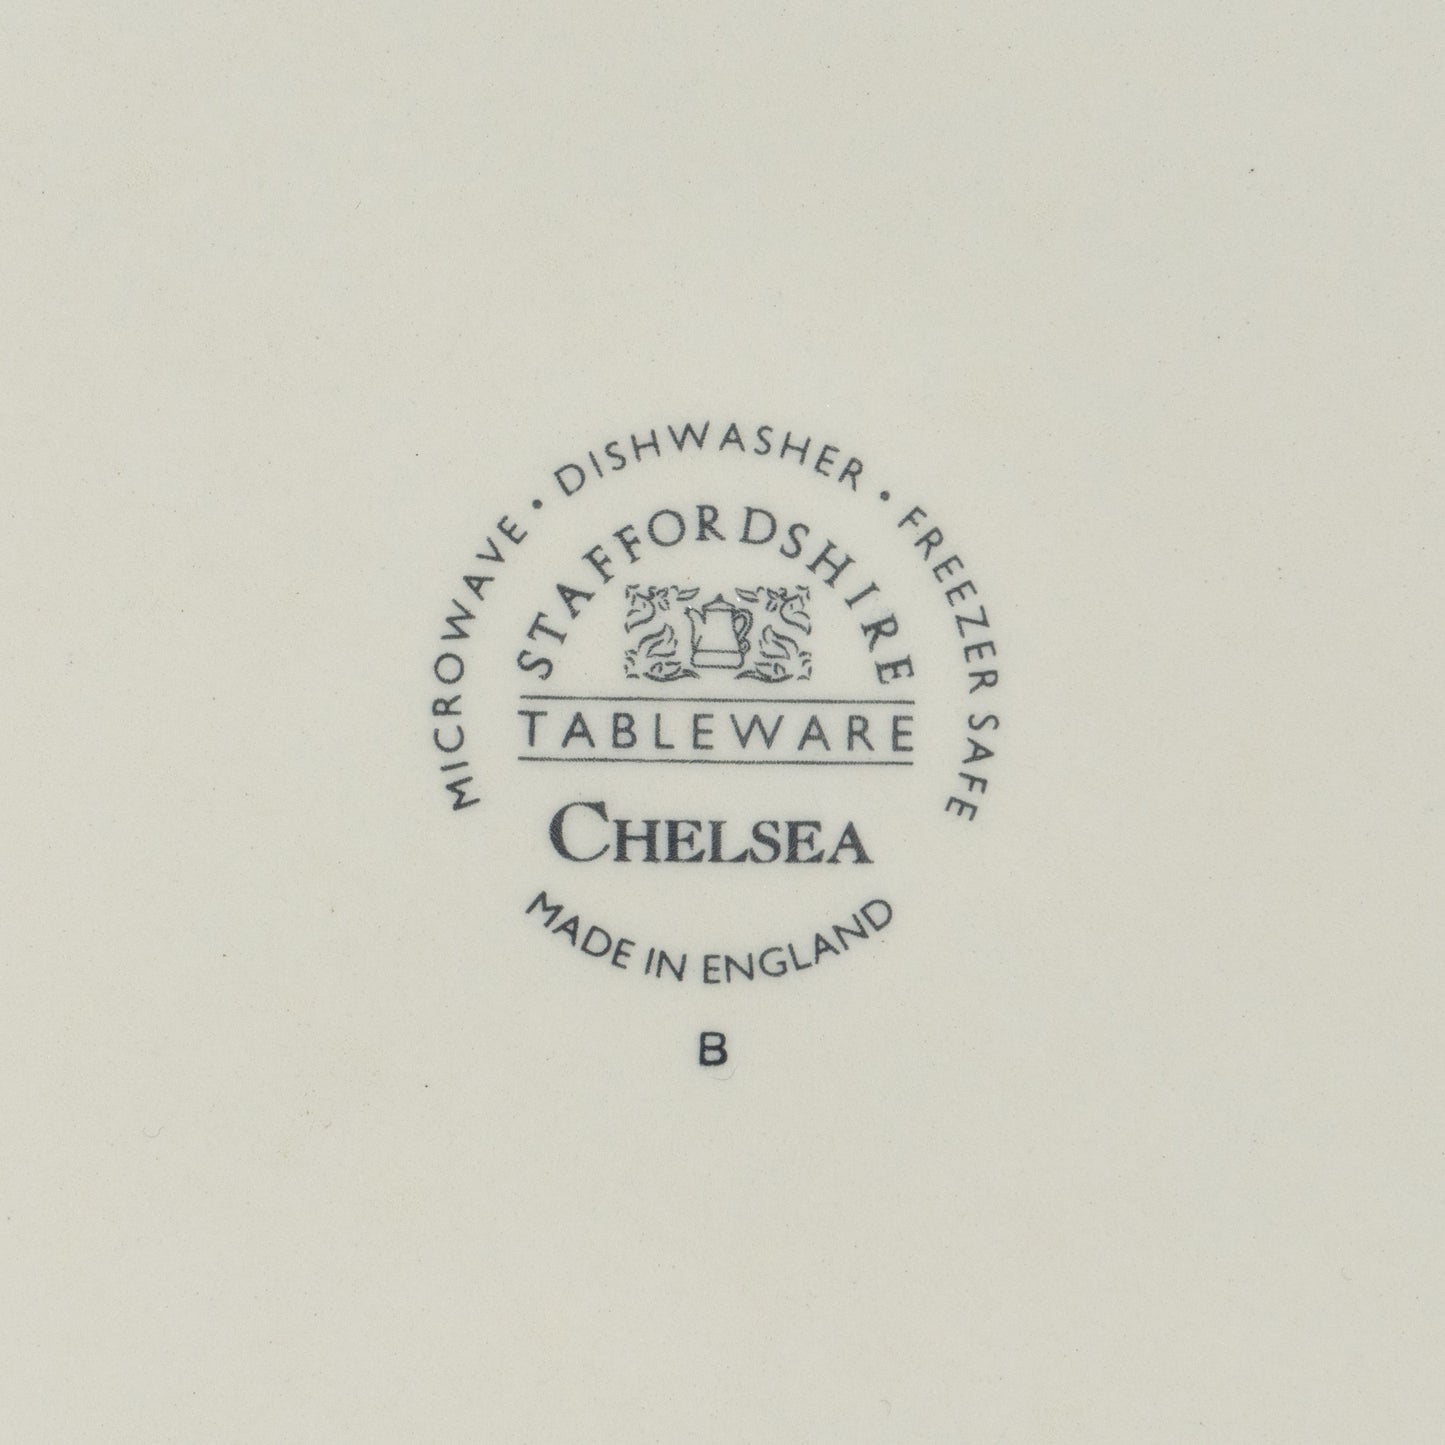 MICROWAVE • DISHWASHER • FREEZER SAFE
STAFFORDSHIRE
TABLEWARE
CHELSEA
MADE IN ENGLAND
B